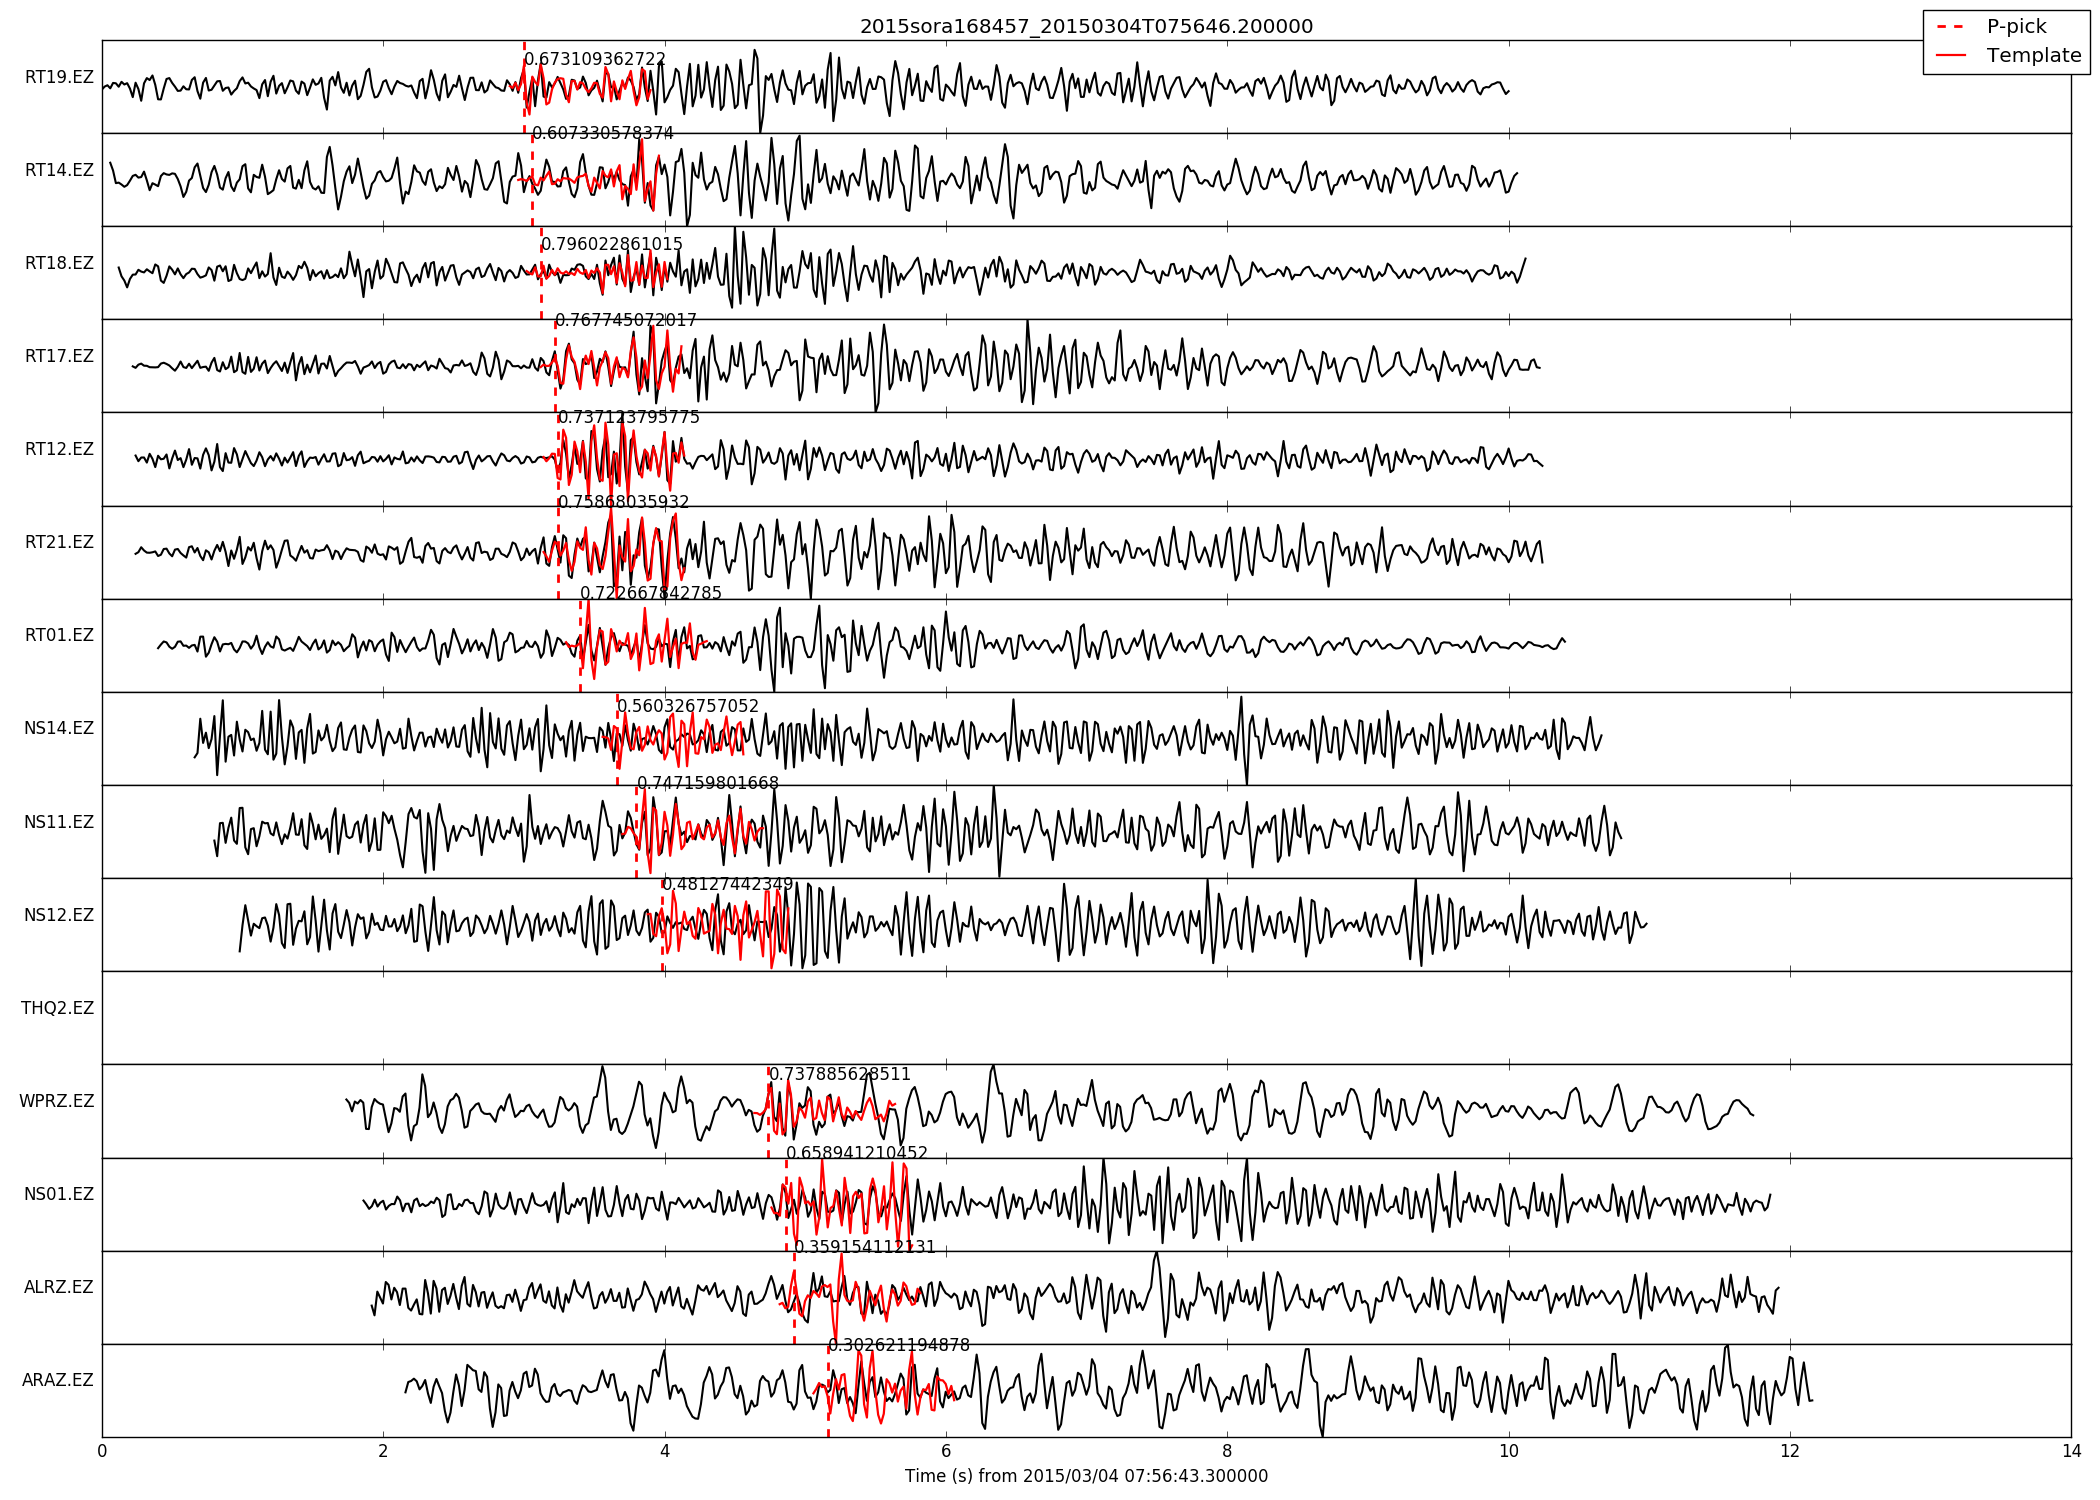 2015sora168457_20150304T075646.200000
P-pick
Template
RT19.EZ
0.673109362722
RT14.EZ
0.607330578374
RT18.EZ
0.796022861015
RT17.EZ
0.767745072017
RT12.EZ
0.737123795775
RT21.EZ
0.75868035932
RT01.EZ
0.722667842785
NS14.EZ
0.560326757052
NS11.EZ
0.747159801668
NS12.EZ
0.48127442349
THQ2.EZ
WPRZ.EZ
0.737885628511
NS01.EZ
0.658941210452
ALRZ.EZ
0.359154112131
ARAZ.EZ
0.302621194878
0 2 4 6 8 10 12 14
Time (s) from 2015/03/04 07:56:43.300000